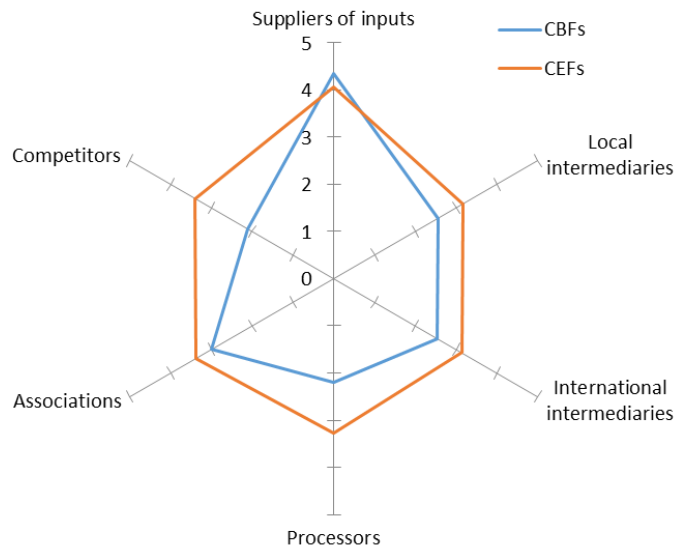 Suppliers of inputs
5
4
3
2
1
0
CBFs
CEFs
Local
intermediaries
International
intermediaries
Processors
Associations
Competitors